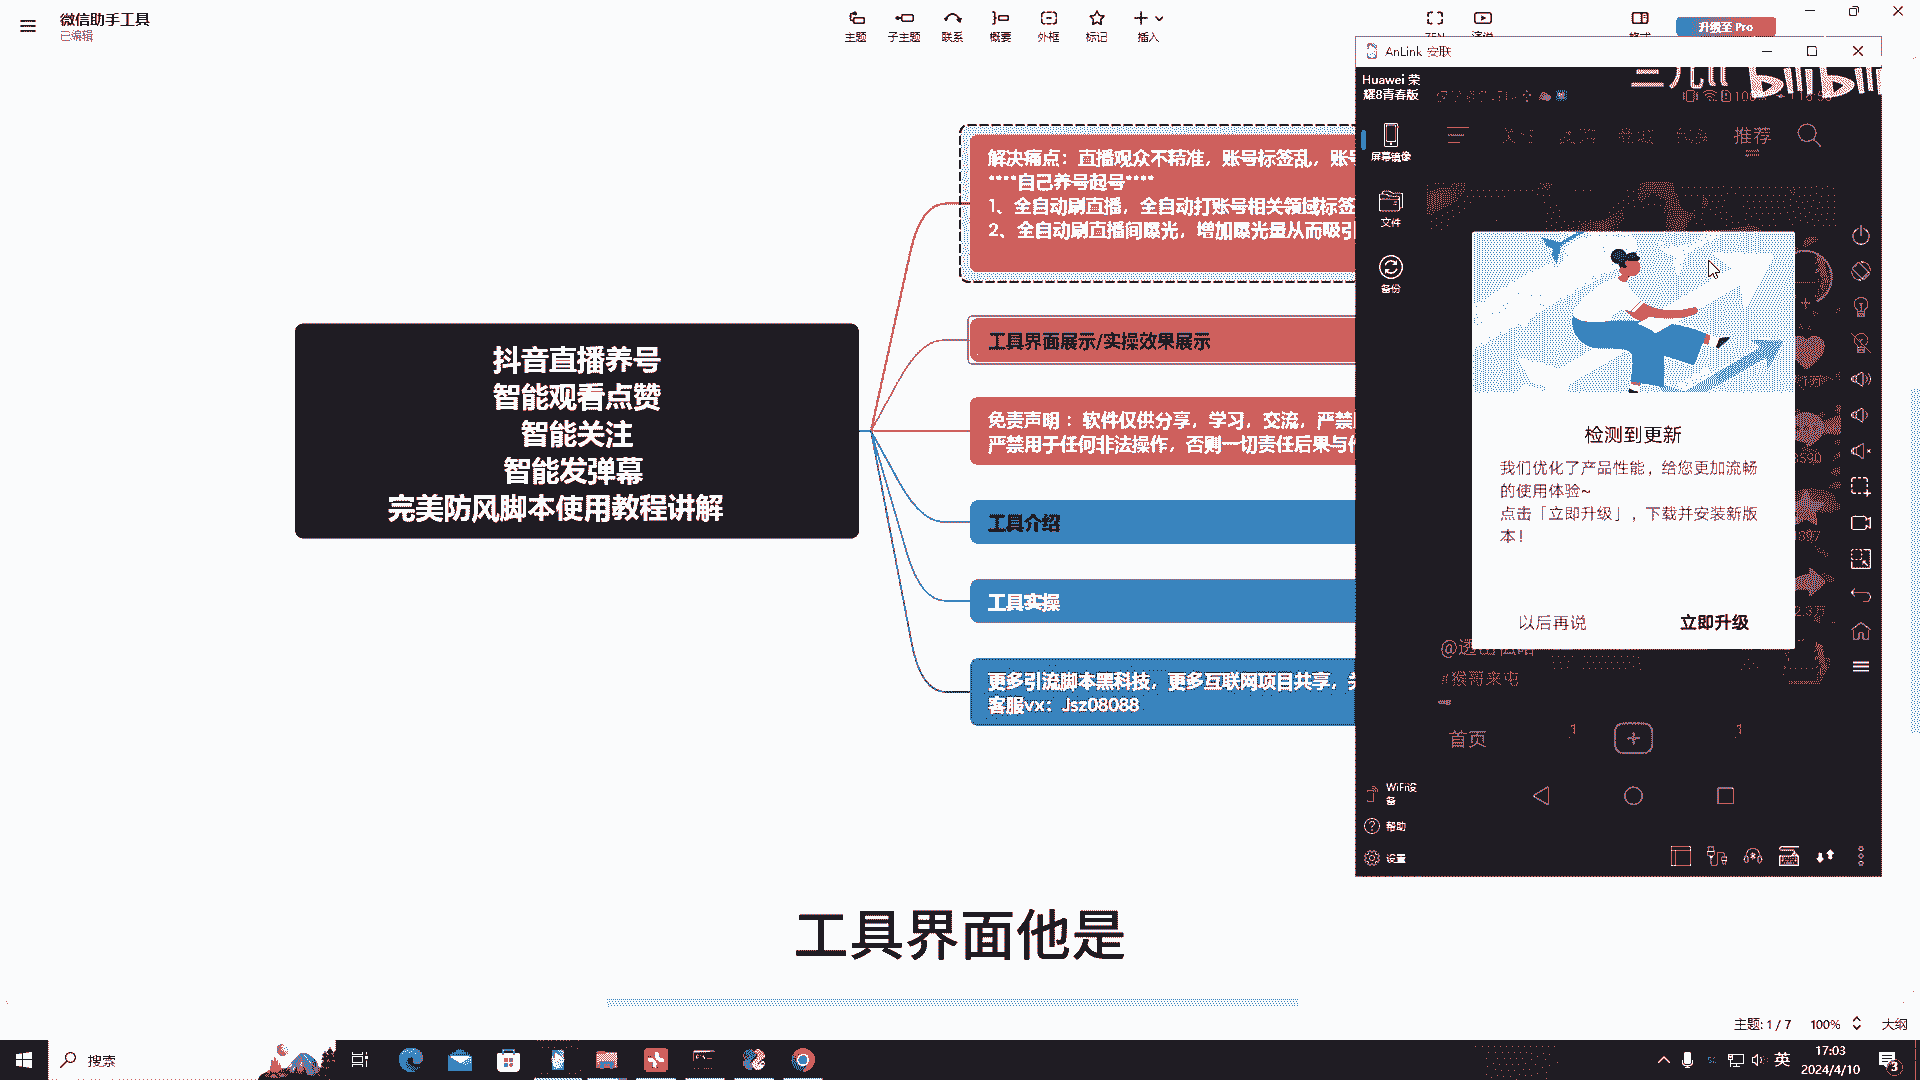 微信助手工具
已编辑
主题
子主题
联系
概要
外框
标记
插入
升级至 Pro
抖音直播养号
智能观看点赞
智能关注
智能发弹幕
完美防风脚本使用教程讲解
解决痛点：直播观众不精准，账号标签乱，账号
****自己养号起号****
1、全自动刷直播，全自动打账号相关领域标签
2、全自动刷直播间曝光，增加曝光量从而吸引
工具界面展示/实操效果展示
免责声明：软件仅供分享，学习，交流，严禁
严禁用于任何非法操作，否则一切责任后果与
工具介绍
工具实操
更多引流脚本黑科技，更多互联网项目共享，
客服vx：Jsz08088
AnLink 安联
Huawei 荣
耀8青春版
bilibili
屏幕镜像
文件
备份
推荐
检测到更新
我们优化了产品性能，给您更加流畅
的使用体验~
点击「立即升级」，下载并安装新版
本！
以后再说
立即升级
#猴哥来屯
首页
WiFi设
备
帮助
设置
工具界面他是
主题: 1 / 7
100%
大纲
搜索
英
17:03
2024/4/10
3